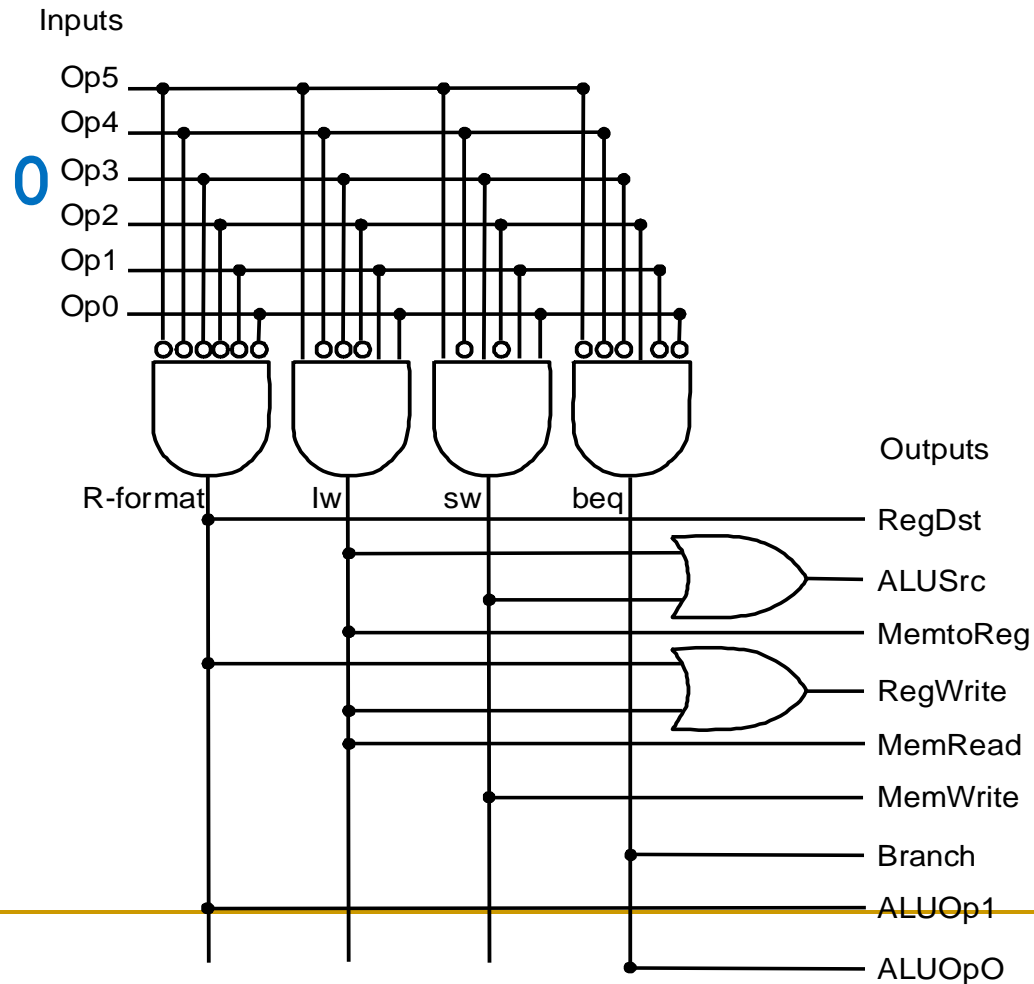 Inputs
Op5
Op4
0 Op3
Op2
Op1
Op0
R-format lw sw beq
Outputs
RegDst
ALUSrc
MemtoReg
RegWrite
MemRead
MemWrite
Branch
ALUOp1
ALUOpO